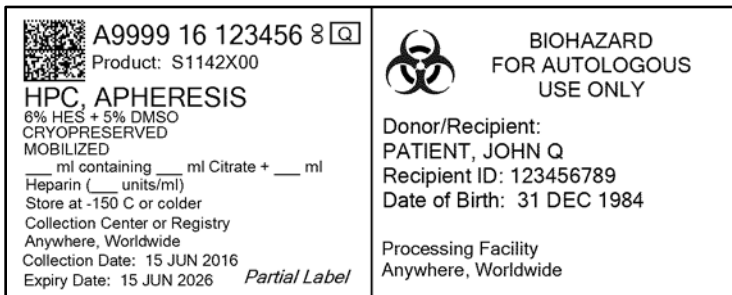 A9999 16 123456 00 Q
Product: S1142X00
HPC, APHERESIS
6% HES + 5% DMSO
CRYOPRESERVED
MOBILIZED
___ ml containing ___ ml Citrate + ___ ml
Heparin (___ units/ml)
Store at -150 C or colder
Collection Center or Registry
Anywhere, Worldwide
Collection Date: 15 JUN 2016
Expiry Date: 15 JUN 2026 Partial Label
BIOHAZARD
FOR AUTOLOGOUS
USE ONLY
Donor/Recipient:
PATIENT, JOHN Q
Recipient ID: 123456789
Date of Birth: 31 DEC 1984
Processing Facility
Anywhere, Worldwide